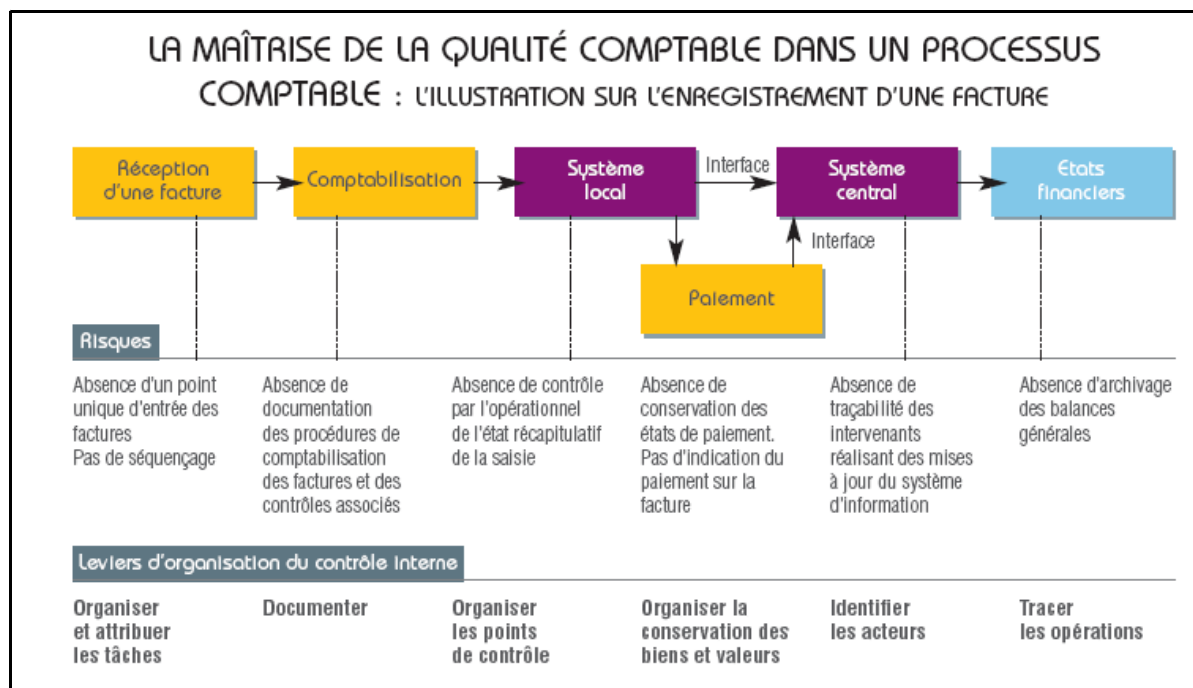 LA MAÎTRISE DE LA QUALITÉ COMPTABLE DANS UN PROCESSUS
COMPTABLE : L'ILLUSTRATION SUR L'ENREGISTREMENT D'UNE FACTURE
Réception
d'une facture
Comptabilisation
Système
local
Interface
Système
central
Etats
financiers
Interface
Paiement
Risques
Absence d'un point
unique d'entrée des
factures
Pas de séquençage
Absence de
documentation
des procédures de
comptabilisation
des factures et des
contrôles associés
Absence de contrôle
par l'opérationnel
de l'état récapitulatif
de la saisie
Absence de
conservation des
états de paiement.
Pas d'indication du
paiement sur la
facture
Absence de
traçabilité des
intervenants
réalisant des mises
à jour du système
d'information
Absence d'archivage
des balances
générales
Leviers d'organisation du contrôle interne
Organiser
et attribuer
les tâches
Documenter
Organiser
les points
de contrôle
Organiser la
conservation des
biens et valeurs
Identifier
les acteurs
Tracer
les opérations